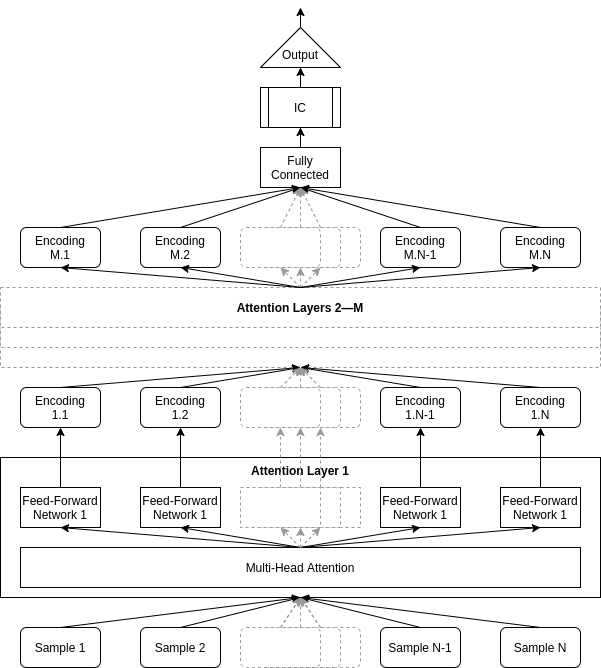 Output
IC
Fully
Connected
Encoding
M.1
Encoding
M.2
Encoding
M.N-1
Encoding
M.N
Attention Layers 2—M
Encoding
1.1
Encoding
1.2
Encoding
1.N-1
Encoding
1.N
Attention Layer 1
Feed-Forward
Network 1
Feed-Forward
Network 1
Feed-Forward
Network 1
Feed-Forward
Network 1
Multi-Head Attention
Sample 1
Sample 2
Sample N-1
Sample N